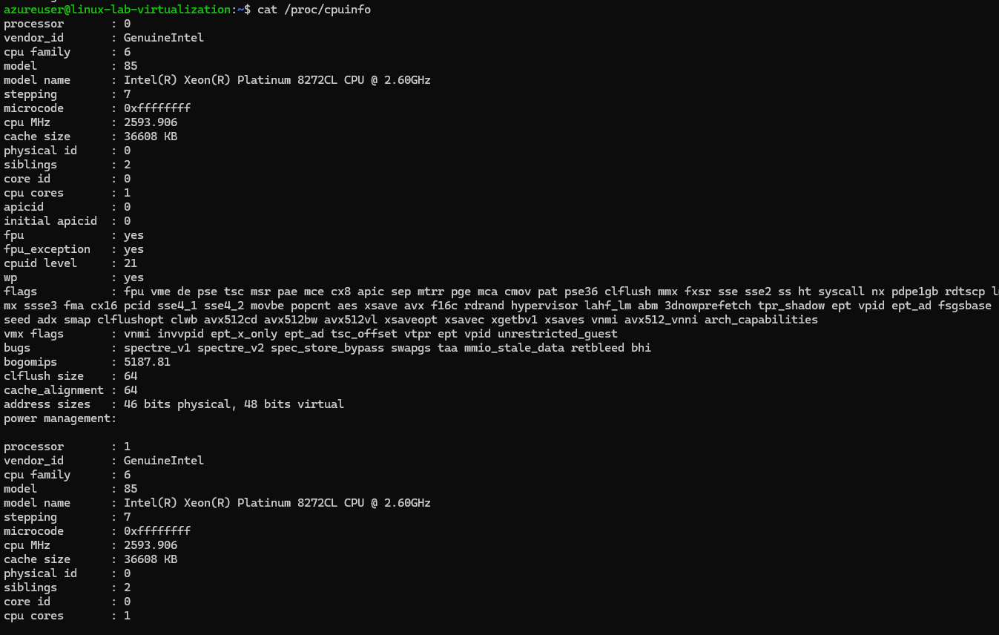 azureuser@linux-lab-virtualization:~$ cat /proc/cpuinfo
processor       : 0
vendor_id       : GenuineIntel
cpu family      : 6
model           : 85
model name      : Intel(R) Xeon(R) Platinum 8272CL CPU @ 2.60GHz
stepping        : 7
microcode       : 0xffffffff
cpu MHz         : 2593.906
cache size      : 36608 KB
physical id     : 0
siblings        : 2
core id         : 0
cpu cores       : 1
apicid          : 0
initial apicid  : 0
fpu             : yes
fpu_exception   : yes
cpuid level     : 21
wp              : yes
flags           : fpu vme de pse tsc msr pae mce cx8 apic sep mtrr pge mca cmov pat pse36 clflush mmx fxsr sse sse2 ss ht syscall nx pdpe1gb rdtscp
mx ssse3 fma cx16 pcid sse4_1 sse4_2 movbe popcnt aes xsave avx f16c rdrand hypervisor lahf_lm abm 3dnowprefetch tpr_shadow ept vpid ept_ad fsgsbase
seed adx smap clflushopt clwb avx512cd avx512bw avx512vl xsaveopt xsavec xgetbv1 xsaves vnmi avx512_vnni arch_capabilities
vmx flags       : vnmi invvpid ept_x_only ept_ad tsc_offset vtpr ept vpid unrestricted_guest
bugs            : spectre_v1 spectre_v2 spec_store_bypass swapgs taa mmio_stale_data retbleed bhi
bogomips        : 5187.81
clflush size    : 64
cache_alignment : 64
address sizes   : 46 bits physical, 48 bits virtual
power management:

processor       : 1
vendor_id       : GenuineIntel
cpu family      : 6
model           : 85
model name      : Intel(R) Xeon(R) Platinum 8272CL CPU @ 2.60GHz
stepping        : 7
microcode       : 0xffffffff
cpu MHz         : 2593.906
cache size      : 36608 KB
physical id     : 0
siblings        : 2
core id         : 0
cpu cores       : 1